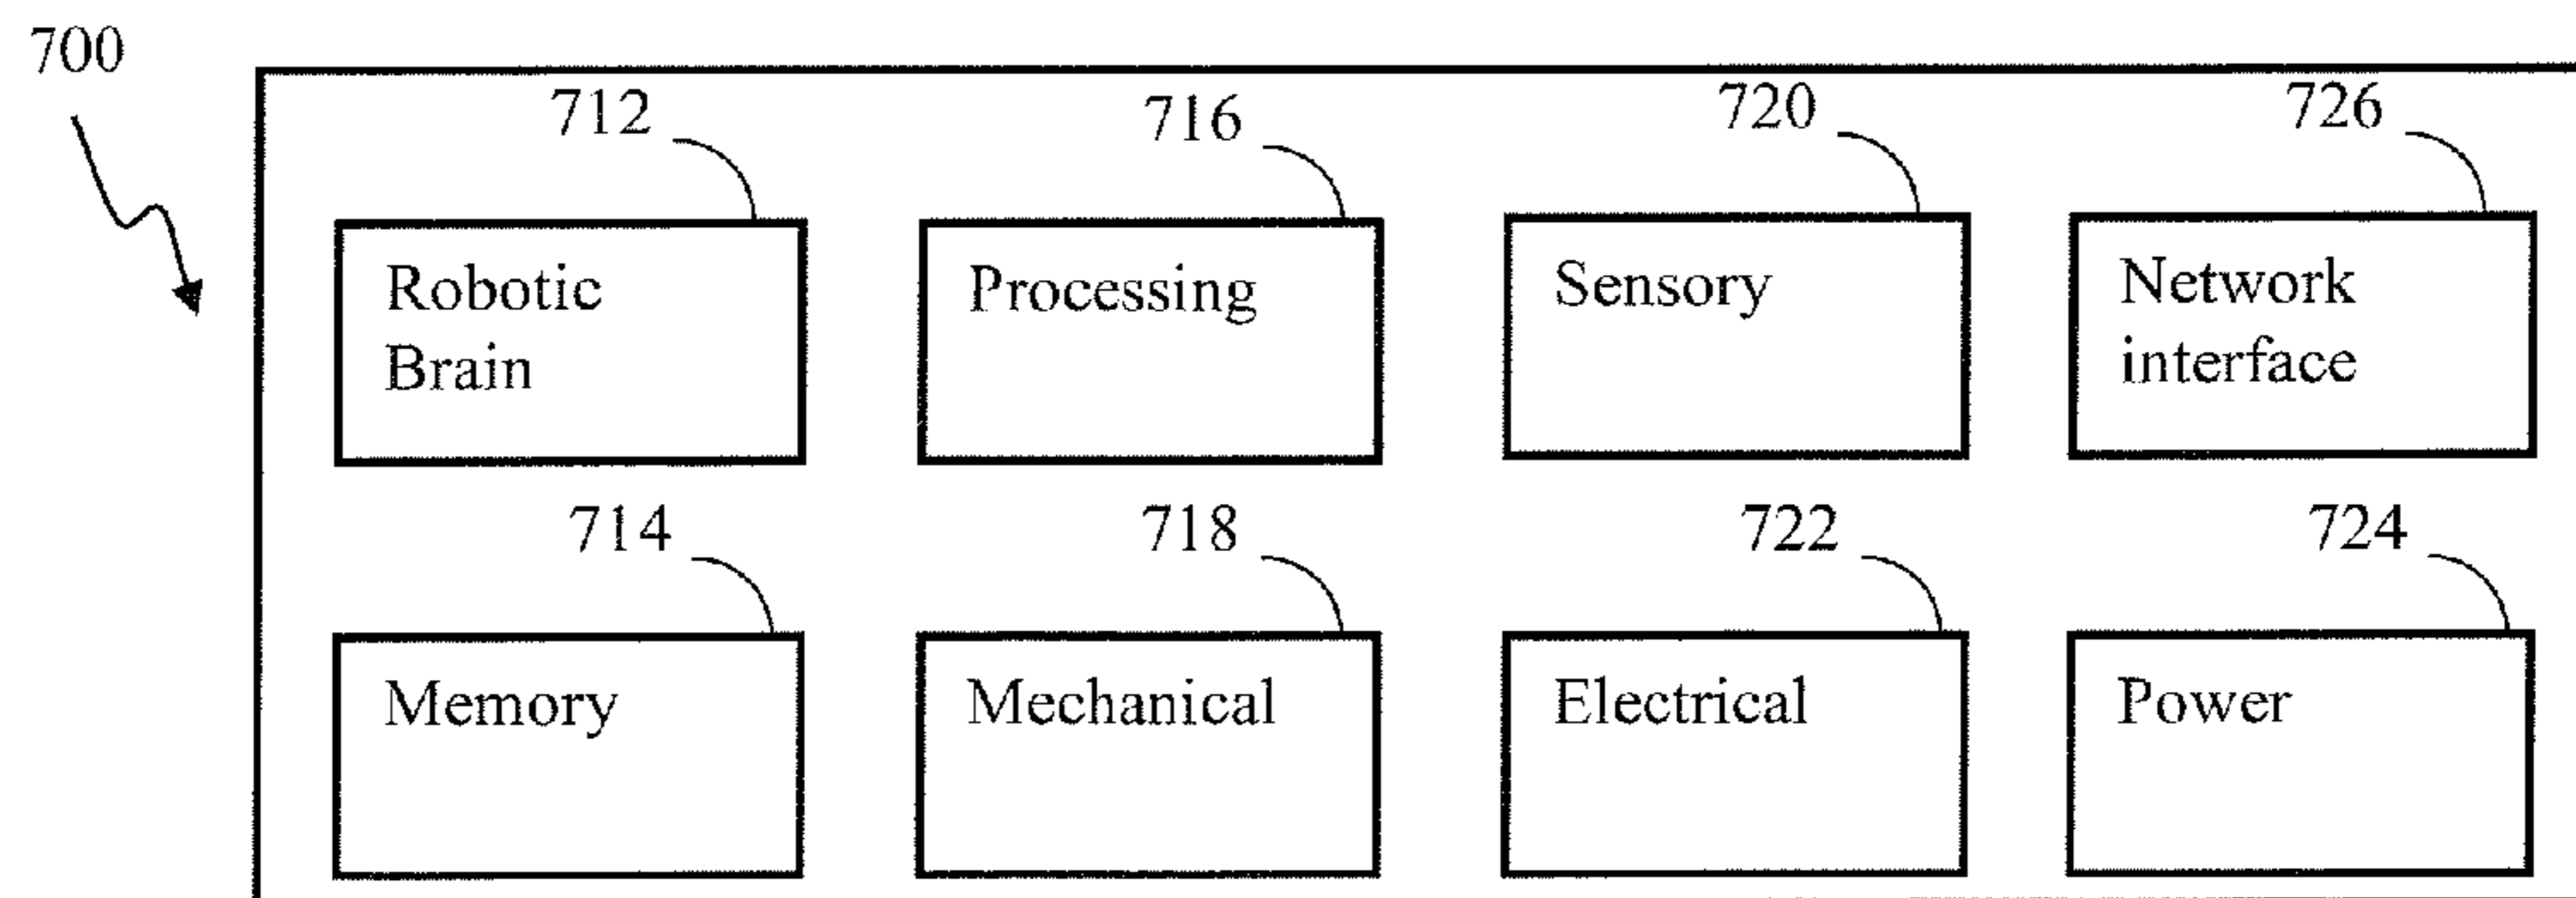 700
712
716
720
726
Robotic
Brain
Processing
Sensory
Network
interface
714
718
722
724
Memory
Mechanical
Electrical
Power